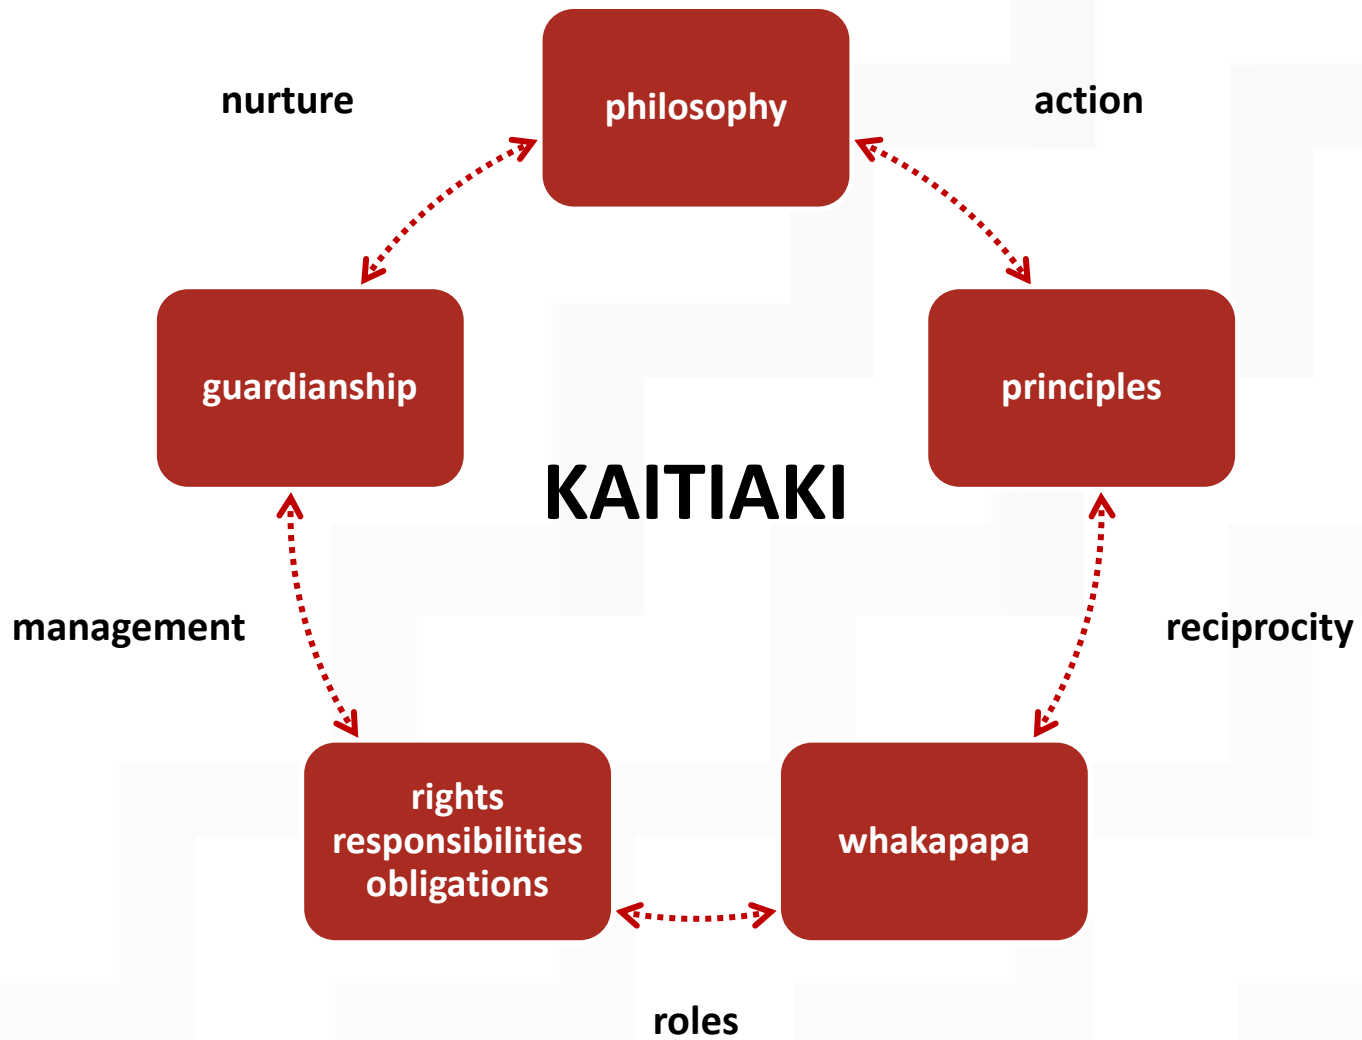 nurture
philosophy
action
guardianship
principles
KAITIAKI
management
reciprocity
rights
responsibilities
obligations
whakapapa
roles